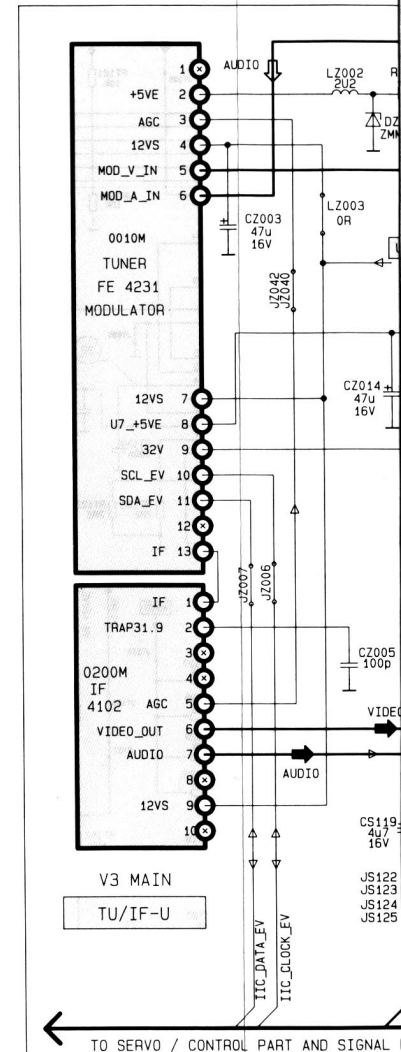 1 AUDIO LZ002 R
+5VE 2 2U2
AGC 3 DZ
12VS 4 ZMM
MOD_V_IN 5
MOD_A_IN 6 LZ003
CZ003 0R
0010M 47u
TUNER 16V U
FE 4231
MODULATOR JZ042
JZ040
12VS 7 CZ014
U7_+5VE 8 47u
32V 9 16V
SCL_EV 10
SDA_EV 11
12
IF 13
JZ007 JZ006
IF 1
TRAP31.9 2
3 CZ005
0200M 4 100p
IF
4102 AGC 5
VIDEO_OUT 6 VIDEO
AUDIO 7
8 AUDIO
12VS 9 CS119
10 4u7
16V
V3 MAIN JS122
JS123
TU/IF-U JS124
JS125
IIC_DATA_EV IIC_CLOCK_EV
TO SERVO / CONTROL PART AND SIGNAL